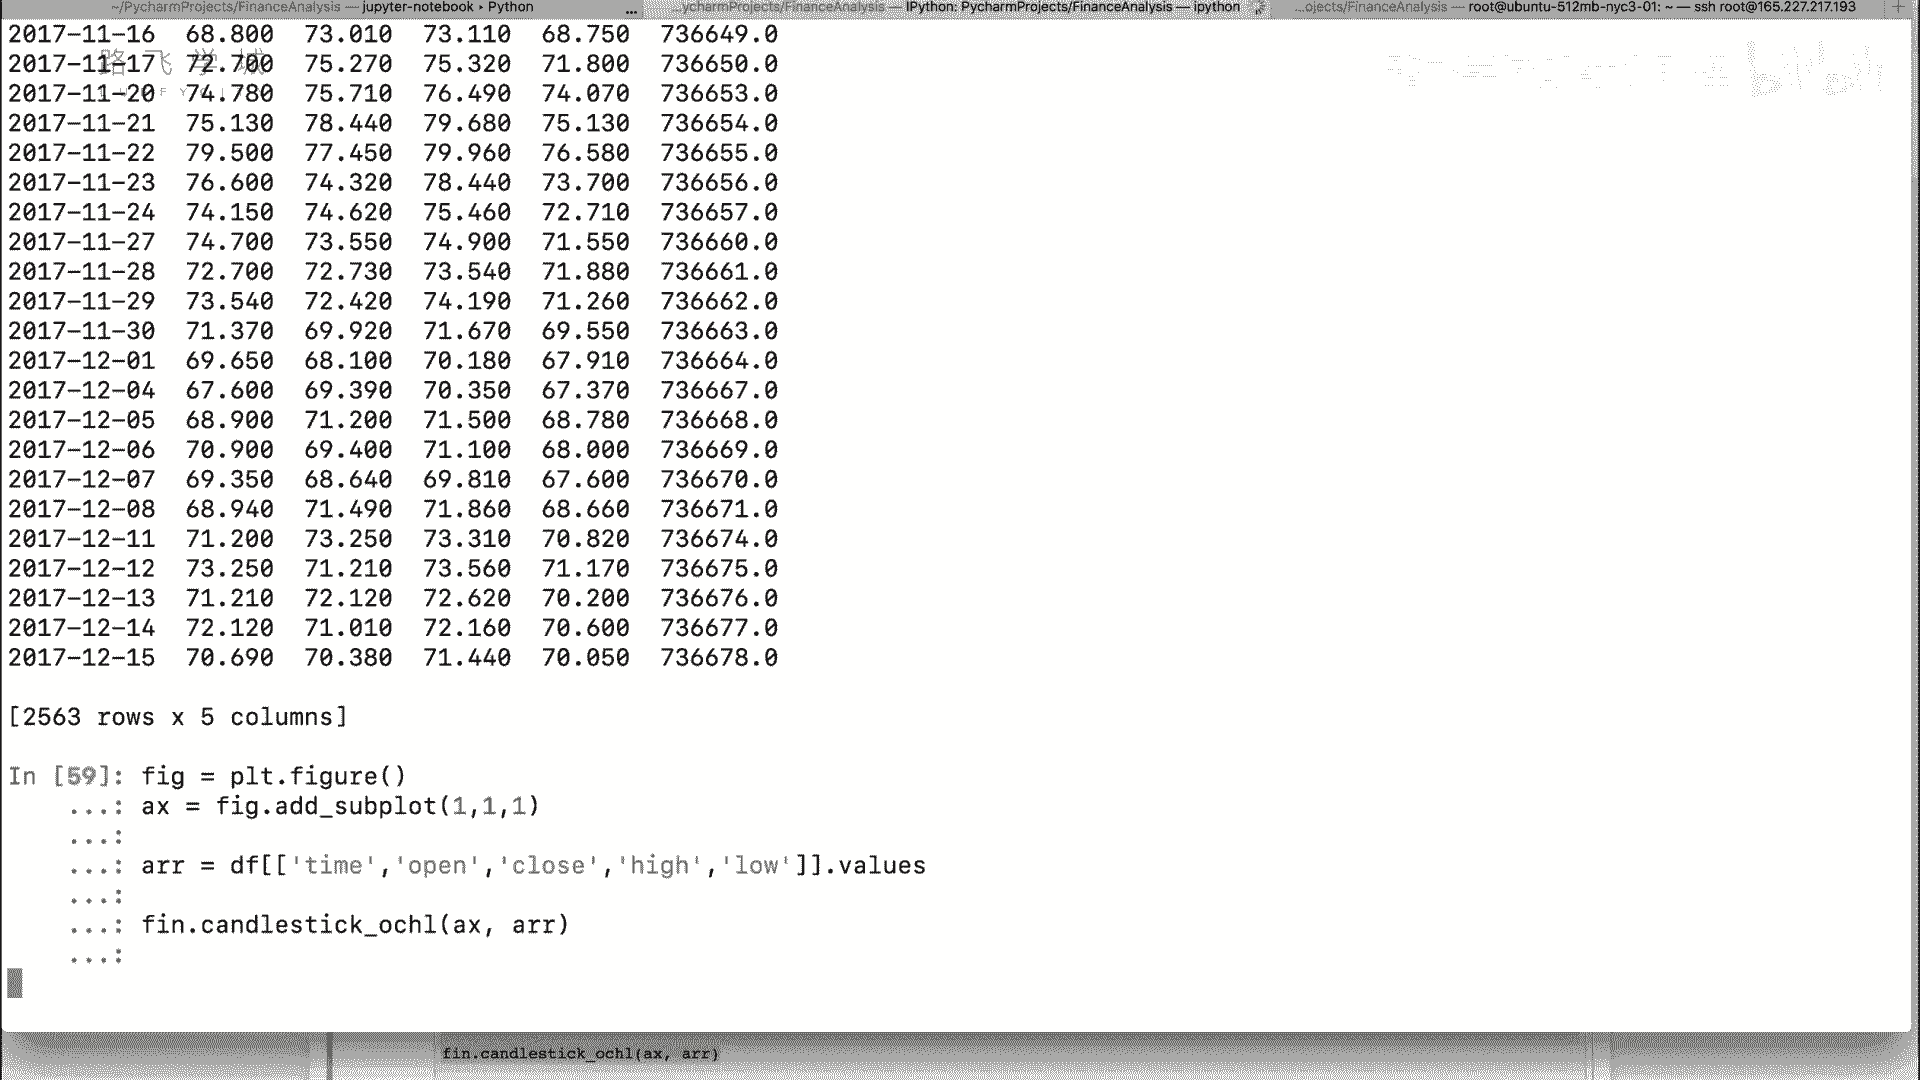 ~/PycharmProjects/FinanceAnalysis — jupyter-notebook ▸ Python ... ...ycharmProjects/FinanceAnalysis — IPython: PycharmProjects/FinanceAnalysis — ipython ...ojects/FinanceAnalysis — root@ubuntu-512mb-nyc3-01: ~ — ssh root@165.227.217.193 +
2017-11-16 68.800 73.010 73.110 68.750 736649.0
路飞学城
bilibili
2017-11-17 72.700 75.270 75.320 71.800 736650.0
2017-11-20 74.780 75.710 76.490 74.070 736653.0
2017-11-21 75.130 78.440 79.680 75.130 736654.0
2017-11-22 79.500 77.450 79.960 76.580 736655.0
2017-11-23 76.600 74.320 78.440 73.700 736656.0
2017-11-24 74.150 74.620 75.460 72.710 736657.0
2017-11-27 74.700 73.550 74.900 71.550 736660.0
2017-11-28 72.700 72.730 73.540 71.880 736661.0
2017-11-29 73.540 72.420 74.190 71.260 736662.0
2017-11-30 71.370 69.920 71.670 69.550 736663.0
2017-12-01 69.650 68.100 70.180 67.910 736664.0
2017-12-04 67.600 69.390 70.350 67.370 736667.0
2017-12-05 68.900 71.200 71.500 68.780 736668.0
2017-12-06 70.900 69.400 71.100 68.000 736669.0
2017-12-07 69.350 68.640 69.810 67.600 736670.0
2017-12-08 68.940 71.490 71.860 68.660 736671.0
2017-12-11 71.200 73.250 73.310 70.820 736674.0
2017-12-12 73.250 71.210 73.560 71.170 736675.0
2017-12-13 71.210 72.120 72.620 70.200 736676.0
2017-12-14 72.120 71.010 72.160 70.600 736677.0
2017-12-15 70.690 70.380 71.440 70.050 736678.0
[2563 rows x 5 columns]
In [59]: fig = plt.figure()
...: ax = fig.add_subplot(1,1,1)
...:
...: arr = df[['time','open','close','high','low']].values
...:
...: fin.candlestick_ochl(ax, arr)
...:
fin.candlestick_ochl(ax, arr)